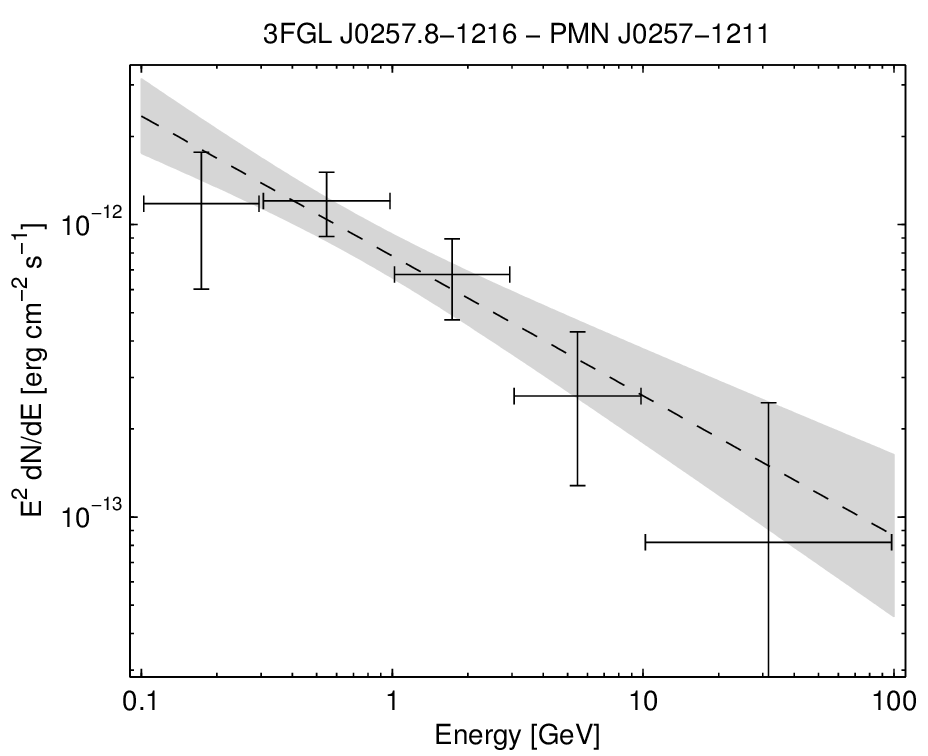 3FGL J0257.8−1216 − PMN J0257−1211
E² dN/dE [erg cm⁻² s⁻¹]
10⁻¹²
10⁻¹³
0.1 1 10 100
Energy [GeV]